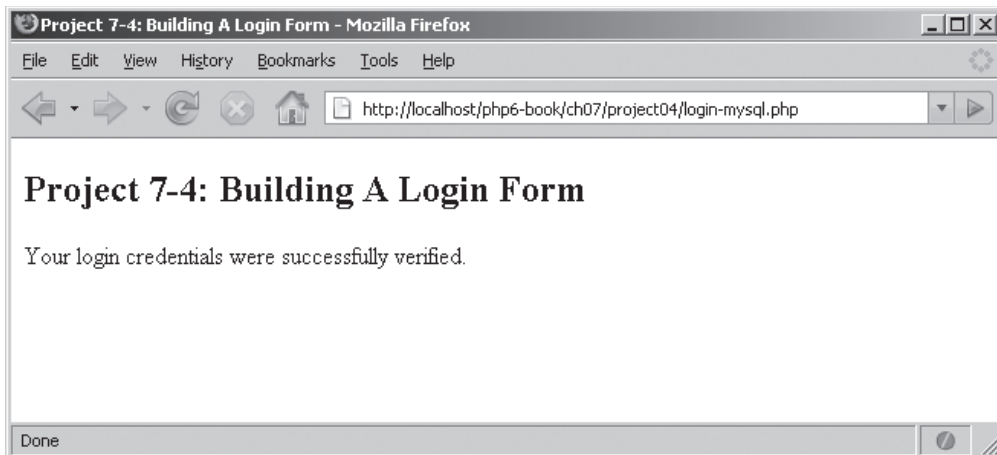 Project 7-4: Building A Login Form - Mozilla Firefox
File Edit View History Bookmarks Tools Help
http://localhost/php6-book/ch07/project04/login-mysql.php
Project 7-4: Building A Login Form
Your login credentials were successfully verified.
Done